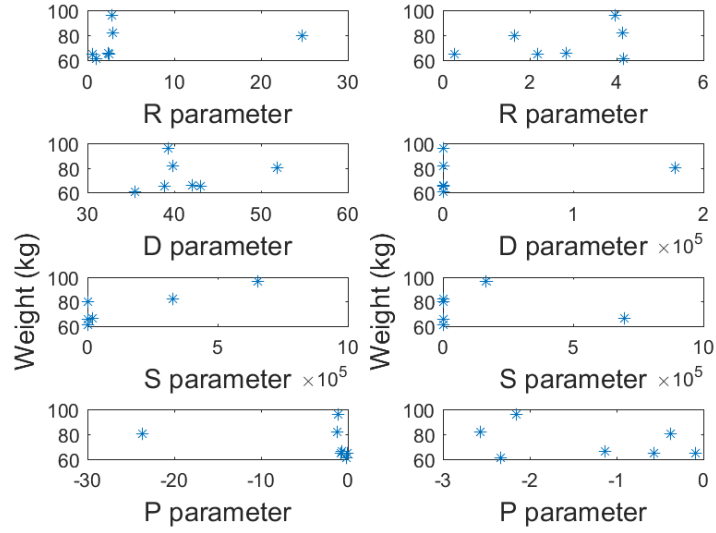 100
80
60
0 10 20 30
R parameter
100
80
60
0 2 4 6
R parameter
100
80
60
30 40 50 60
D parameter
100
80
60
0 1 2
D parameter ×10^5
Weight (kg)
100
80
60
0 5 10
S parameter ×10^5
Weight (kg)
100
80
60
0 5 10
S parameter ×10^5
100
80
60
-30 -20 -10 0
P parameter
100
80
60
-3 -2 -1 0
P parameter